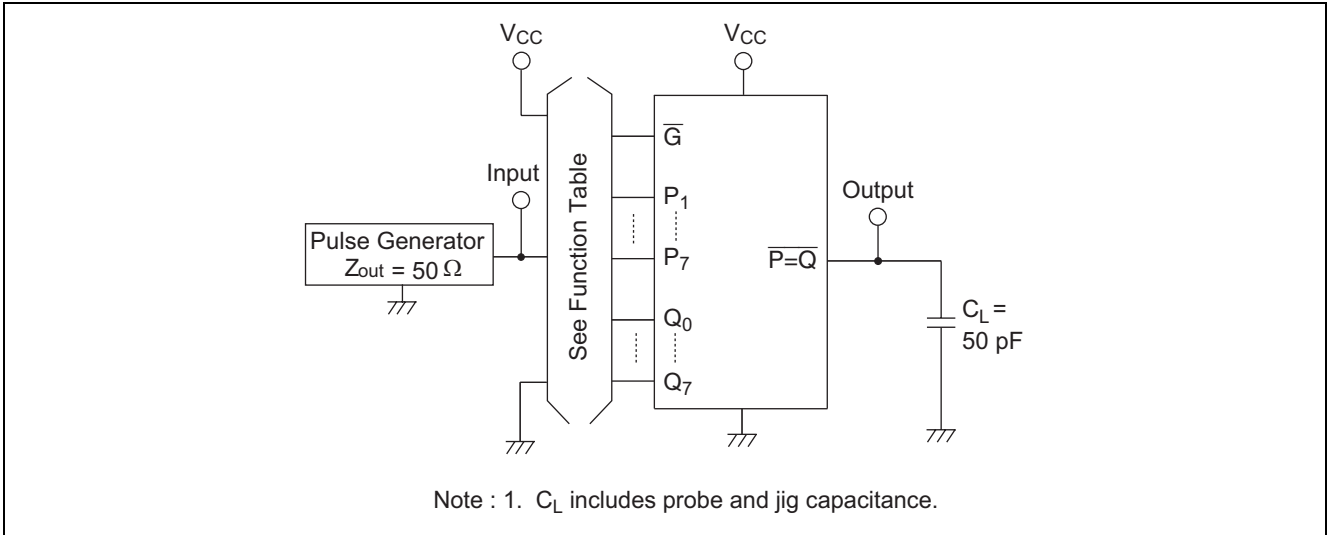 VCC
VCC
Input
Pulse Generator
Zout = 50 Ω
See Function Table
G̅
P1
P7
Q0
Q7
P̅=̅Q̅
Output
CL =
50 pF
Note : 1. CL includes probe and jig capacitance.